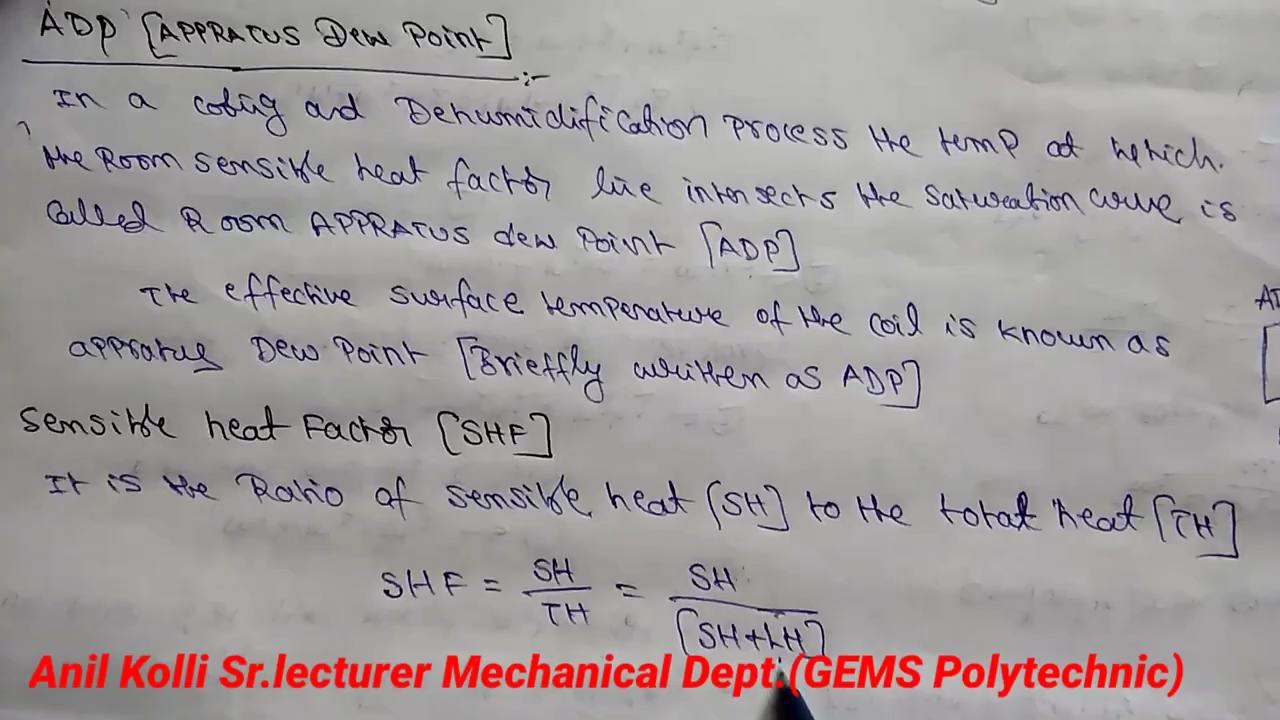 ADP [APPRATUS Dew Point] :-
In a coling and Dehumidification process the temp at which.
the Room sensible heat factor line intersects the saturation curve is
called Room APPRATUS dew Point [ADP]
The effective surface temperature of the coil is known as
appratus Dew Point [Brieffly written as ADP]
sensible heat Factor [SHF]
It is the Ratio of sensible heat [SH] to the total heat [TH]
SHF = SH/TH = SH/[SH+LH]
Anil Kolli Sr.lecturer Mechanical Dept.(GEMS Polytechnic)